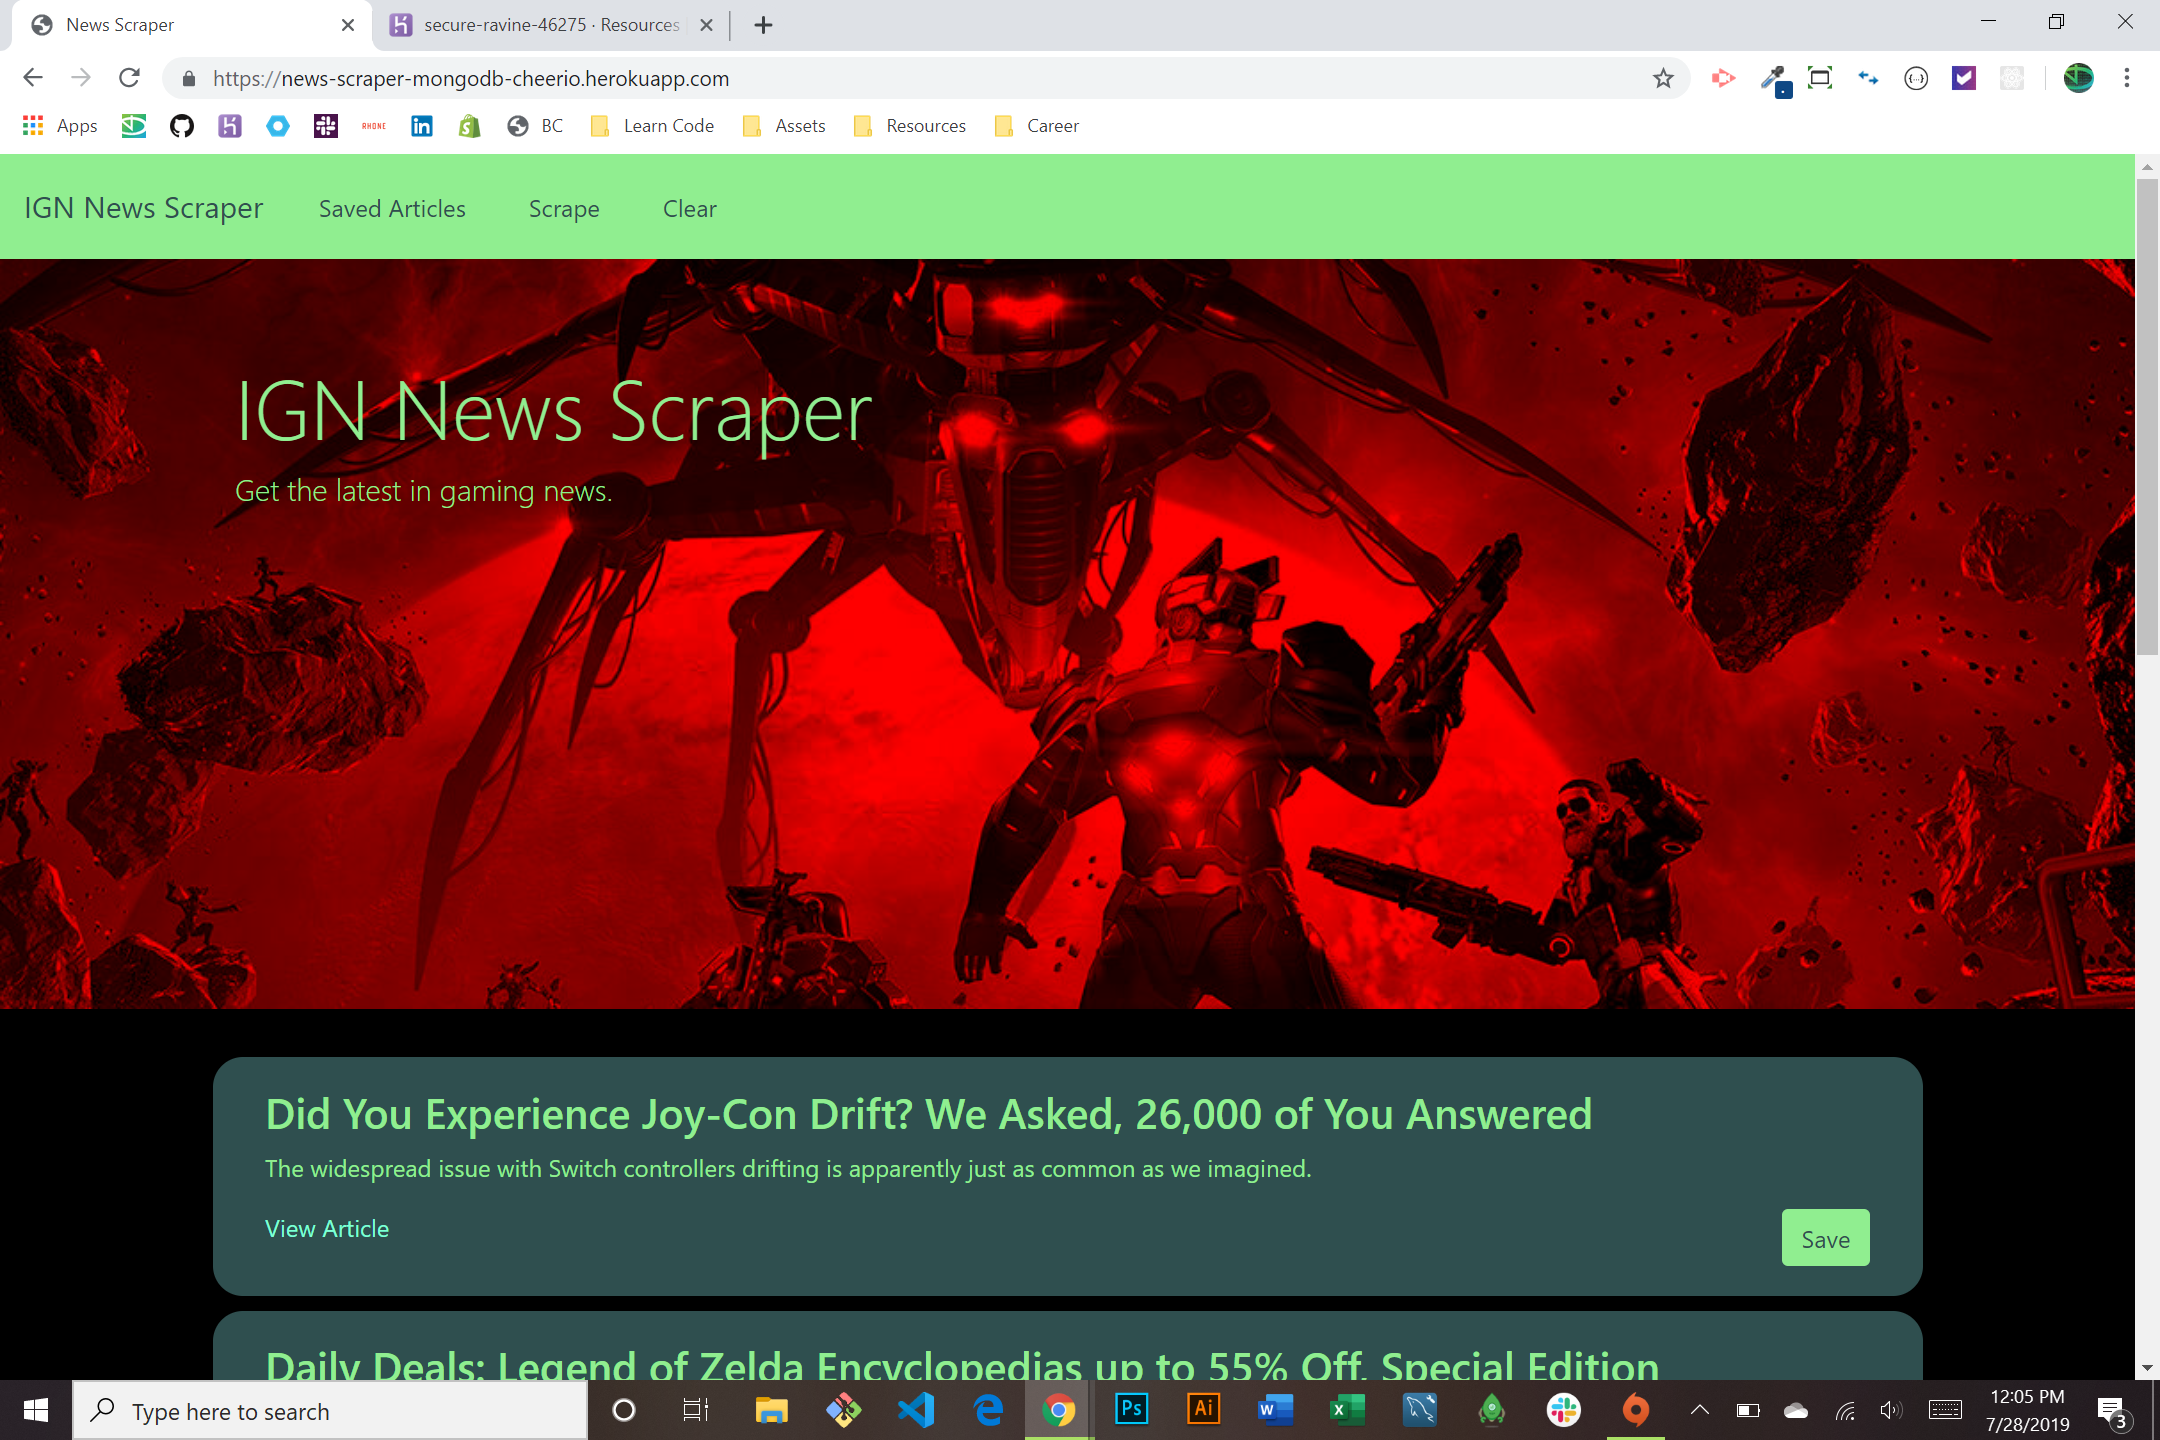 News Scraper
secure-ravine-46275 · Resources
https://news-scraper-mongodb-cheerio.herokuapp.com
Apps
RHONE
BC
Learn Code
Assets
Resources
Career
IGN News Scraper
Saved Articles
Scrape
Clear
IGN News Scraper
Get the latest in gaming news.
Did You Experience Joy-Con Drift? We Asked, 26,000 of You Answered
The widespread issue with Switch controllers drifting is apparently just as common as we imagined.
View Article
Save
Daily Deals: Legend of Zelda Encyclopedias up to 55% Off, Special Edition
Type here to search
Ps
Ai
W
X
12:05 PM
7/28/2019
3